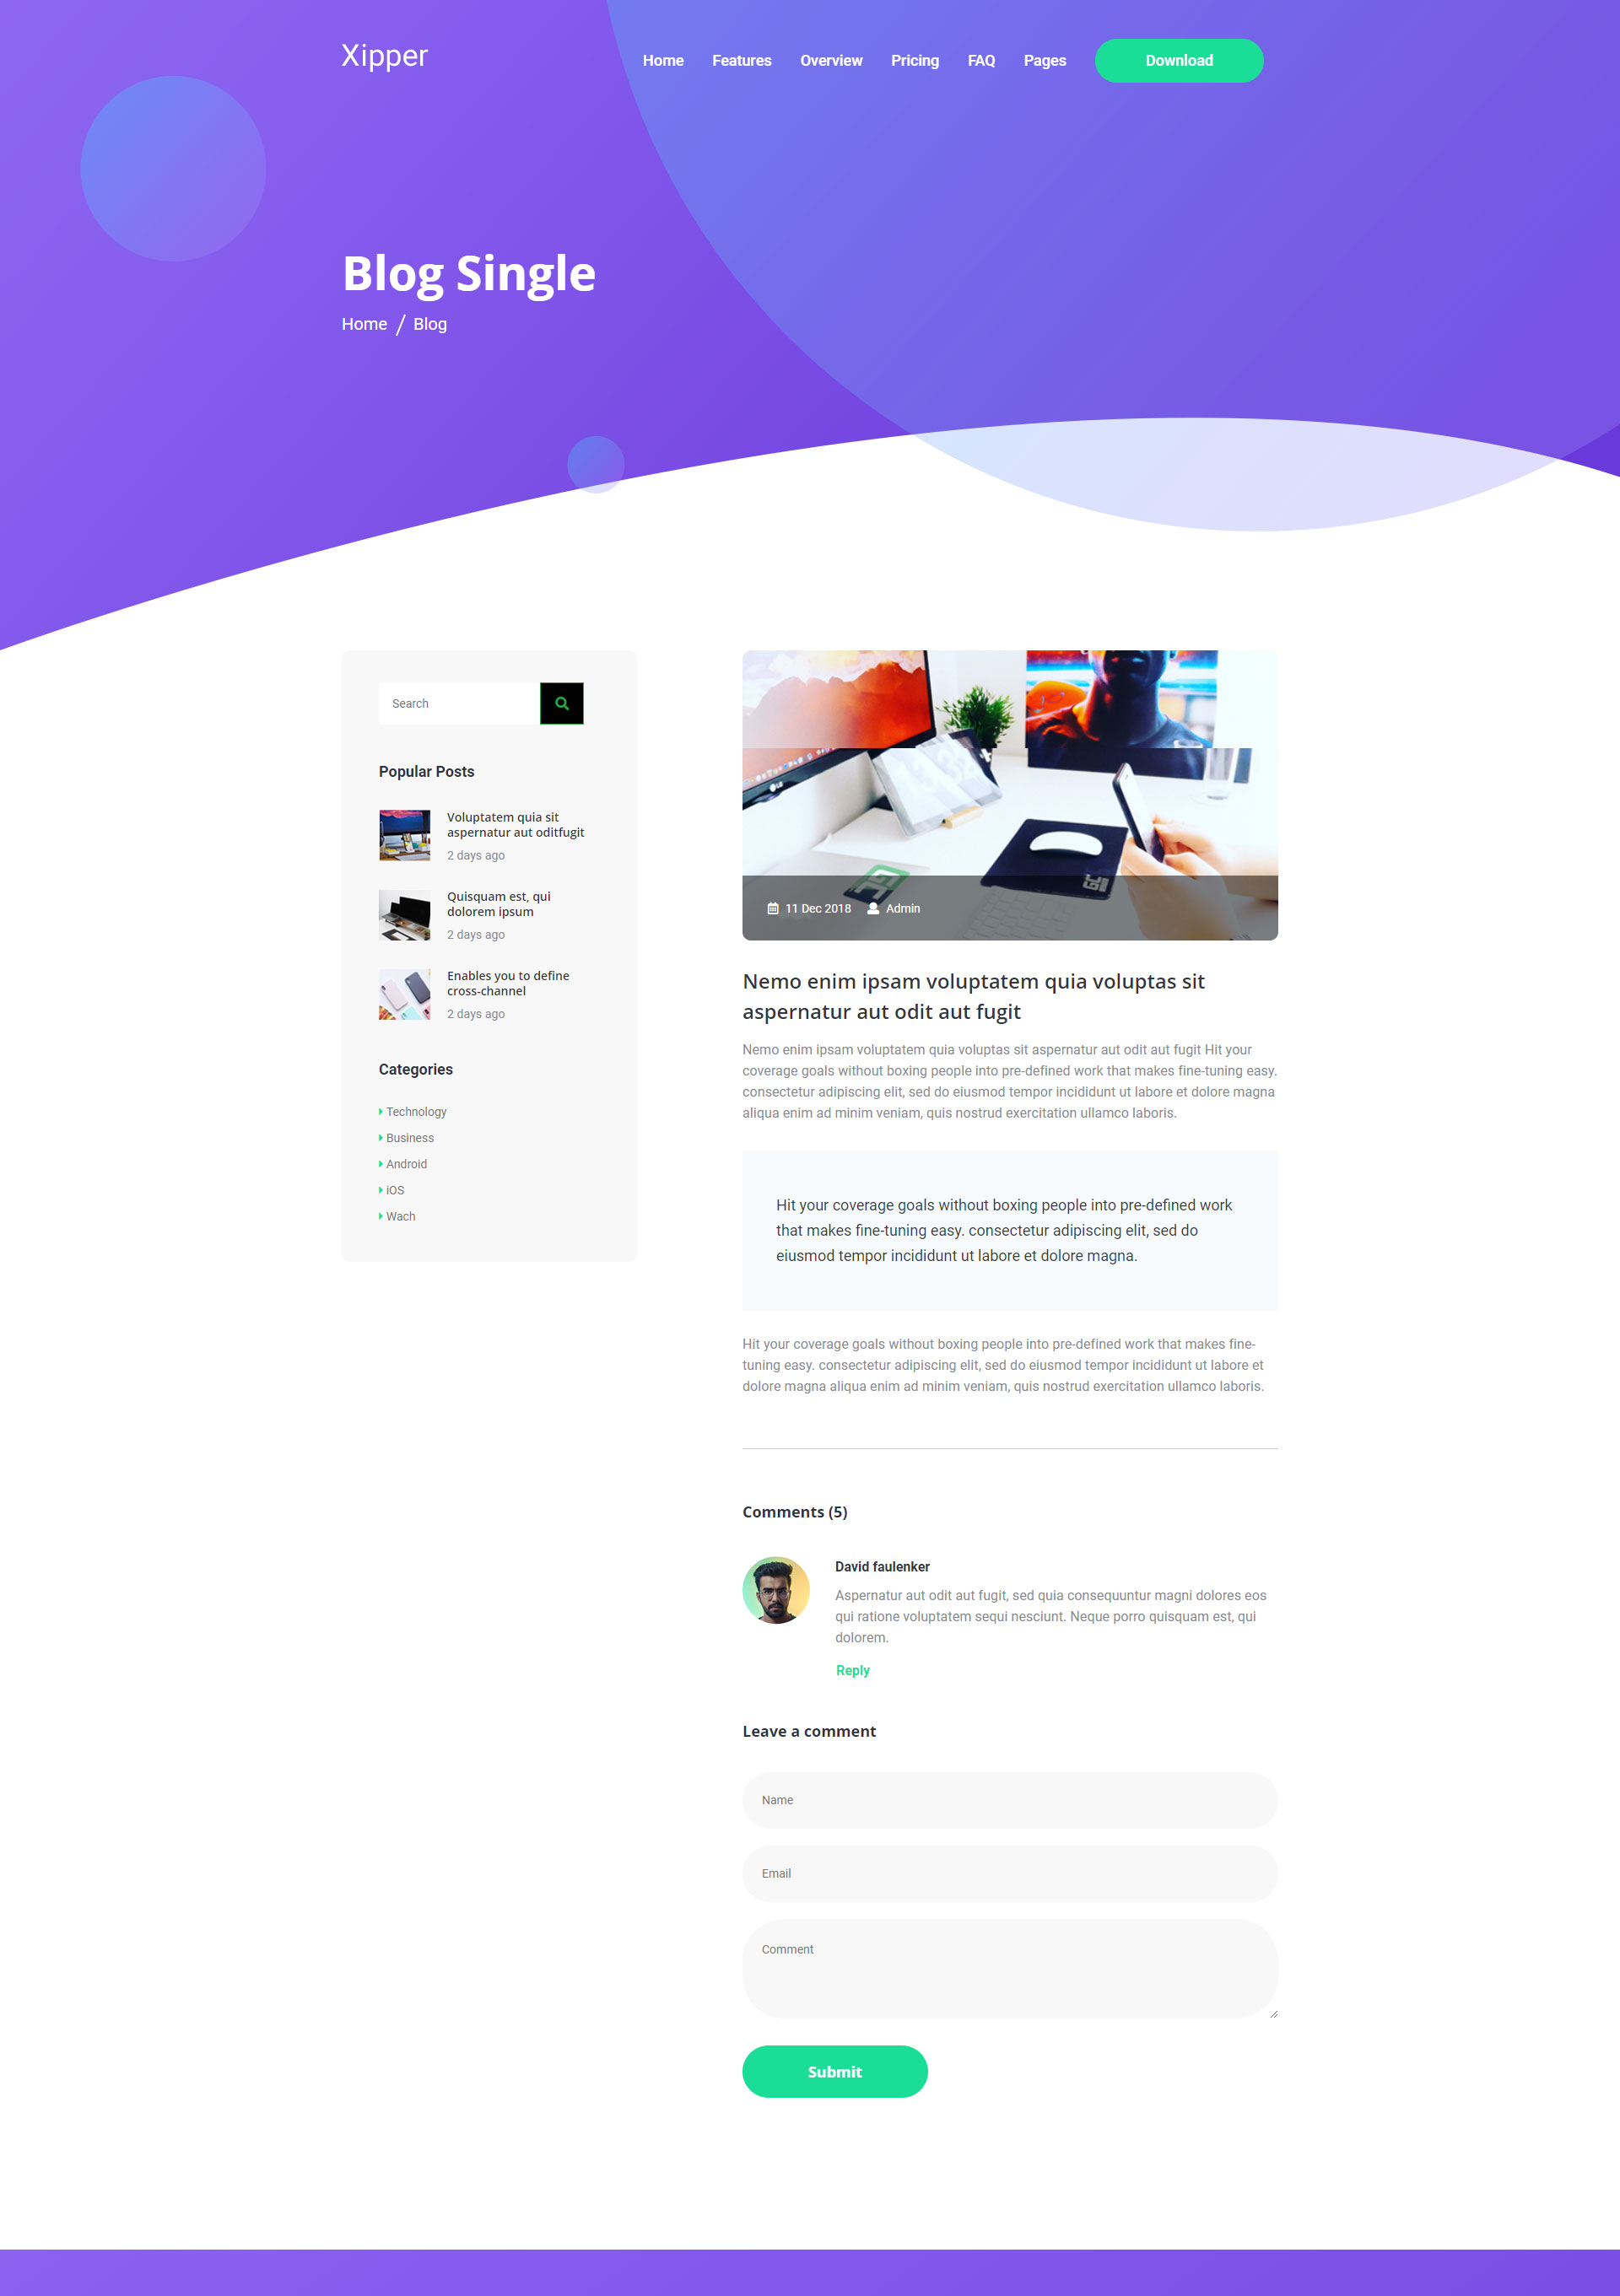 Xipper
Home
Features
Overview
Pricing
FAQ
Pages
Download
Blog Single
Home / Blog
Search
Popular Posts
Voluptatem quia sit
aspernatur aut oditfugit
2 days ago
Quisquam est, qui
dolorem ipsum
2 days ago
Enables you to define
cross-channel
2 days ago
Categories
Technology
Business
Android
iOS
Wach
11 Dec 2018
Admin
Nemo enim ipsam voluptatem quia voluptas sit
aspernatur aut odit aut fugit
Nemo enim ipsam voluptatem quia voluptas sit aspernatur aut odit aut fugit Hit your
coverage goals without boxing people into pre-defined work that makes fine-tuning easy.
consectetur adipiscing elit, sed do eiusmod tempor incididunt ut labore et dolore magna
aliqua enim ad minim veniam, quis nostrud exercitation ullamco laboris.
Hit your coverage goals without boxing people into pre-defined work
that makes fine-tuning easy. consectetur adipiscing elit, sed do
eiusmod tempor incididunt ut labore et dolore magna.
Hit your coverage goals without boxing people into pre-defined work that makes fine-
tuning easy. consectetur adipiscing elit, sed do eiusmod tempor incididunt ut labore et
dolore magna aliqua enim ad minim veniam, quis nostrud exercitation ullamco laboris.
Comments (5)
David faulenker
Aspernatur aut odit aut fugit, sed quia consequuntur magni dolores eos
qui ratione voluptatem sequi nesciunt. Neque porro quisquam est, qui
dolorem.
Reply
Leave a comment
Name
Email
Comment
Submit